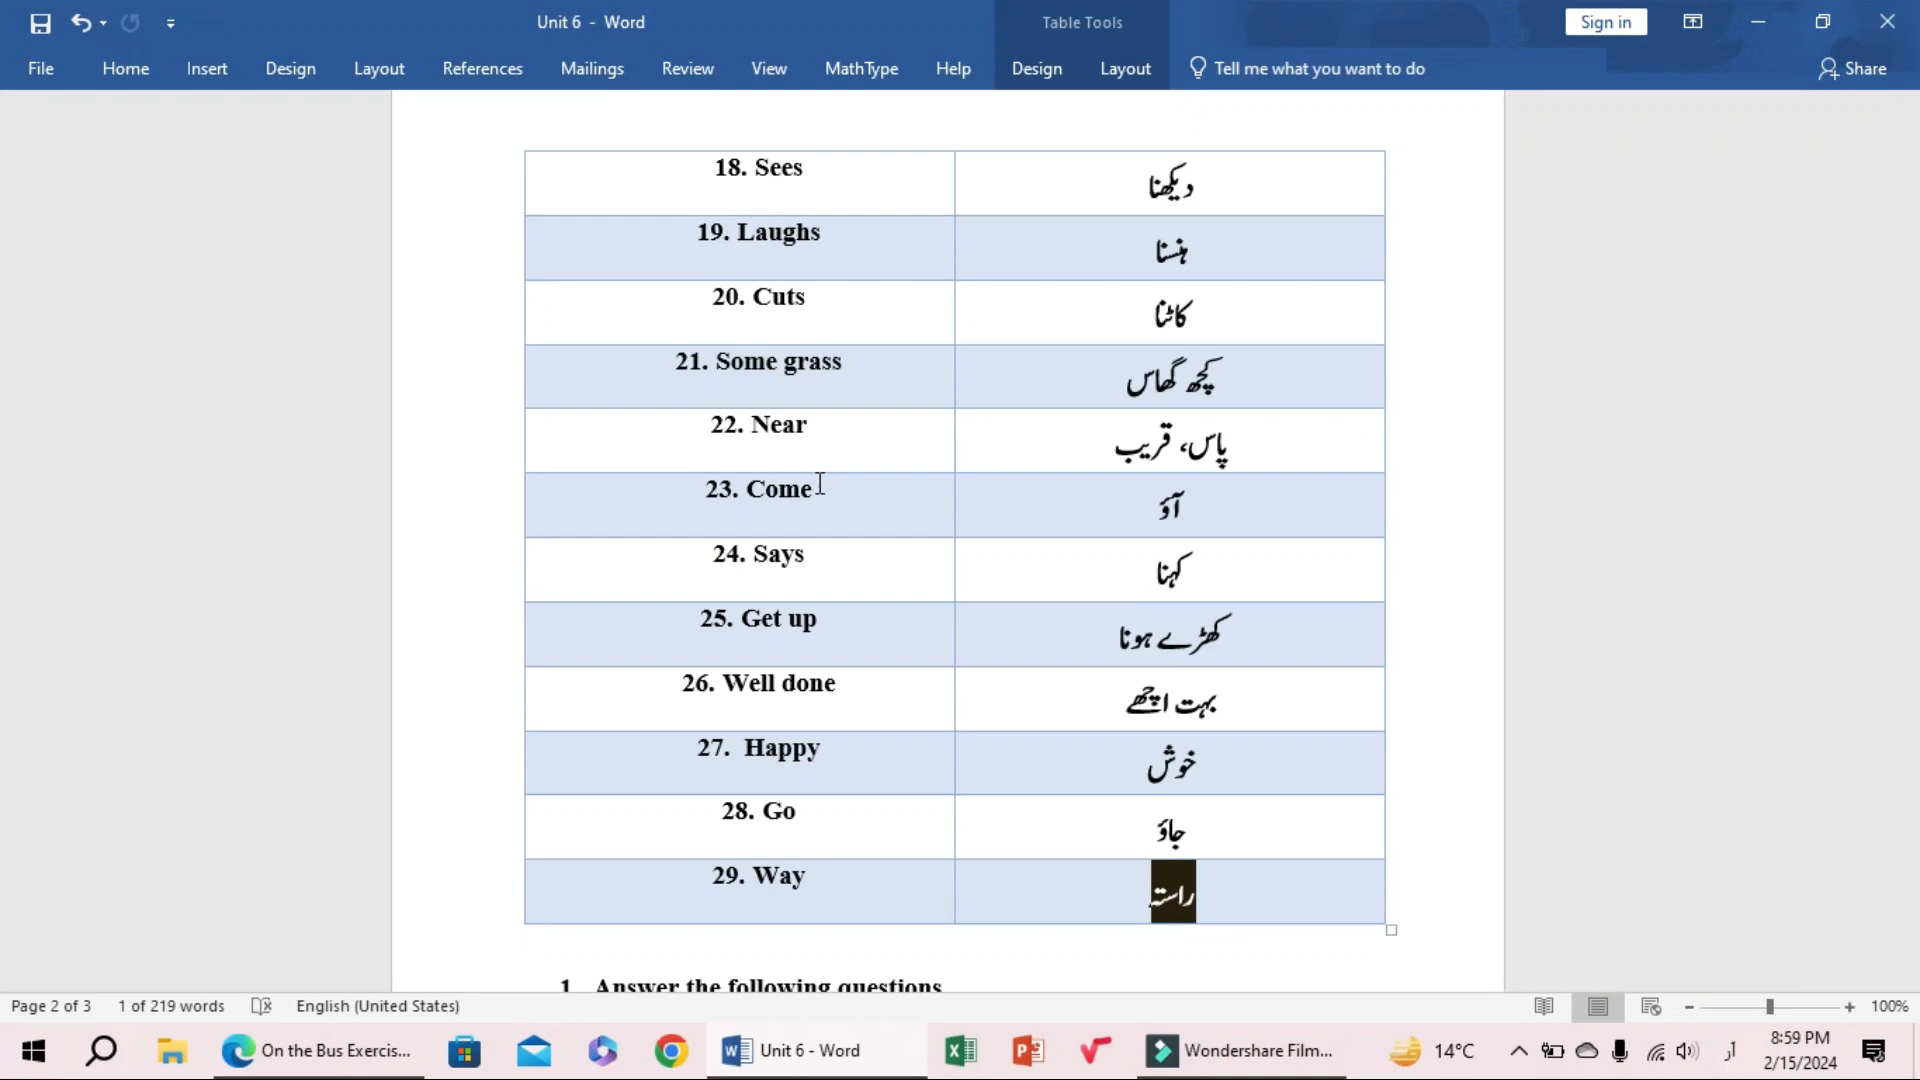 Unit 6 - Word
Table Tools
Sign in
File Home Insert Design Layout References Mailings Review View MathType Help Design Layout Tell me what you want to do Share
18. Sees دیکھنا
19. Laughs ہنسنا
20. Cuts کاٹنا
21. Some grass کچھ گھاس
22. Near پاس، قریب
23. Come آؤ
24. Says کہنا
25. Get up کھڑے ہونا
26. Well done بہت اچھے
27. Happy خوش
28. Go جاؤ
29. Way راستہ
1. Answer the following questions
Page 2 of 3 1 of 219 words English (United States) 100%
On the Bus Exercis... Unit 6 - Word Wondershare Film... 14°C 8:59 PM
2/15/2024